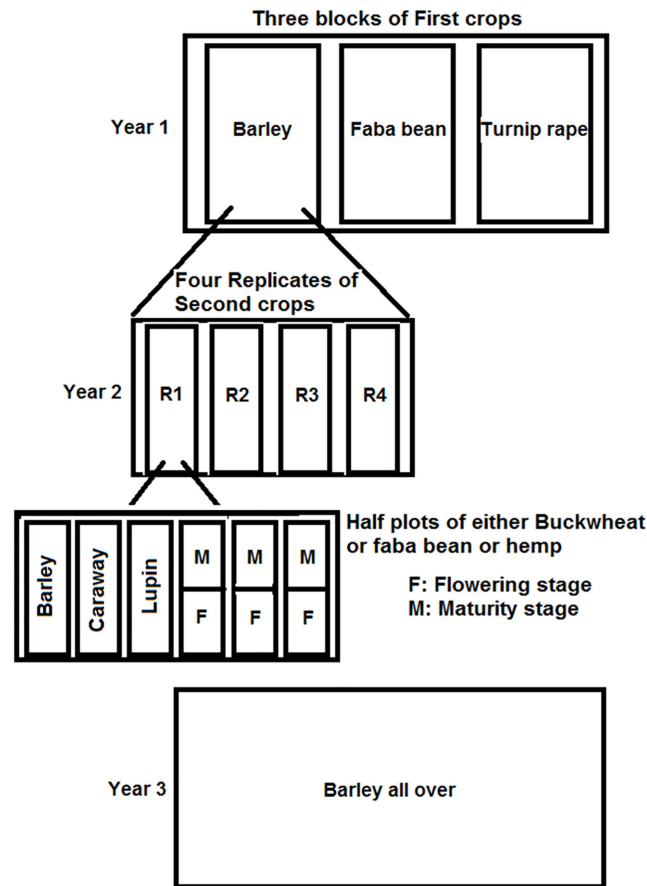 Three blocks of First crops
Year 1
Barley
Faba bean
Turnip rape
Four Replicates of
Second crops
Year 2
R1
R2
R3
R4
Barley
Caraway
Lupin
M
M
M
F
F
F
Half plots of either Buckwheat
or faba bean or hemp
F: Flowering stage
M: Maturity stage
Year 3
Barley all over